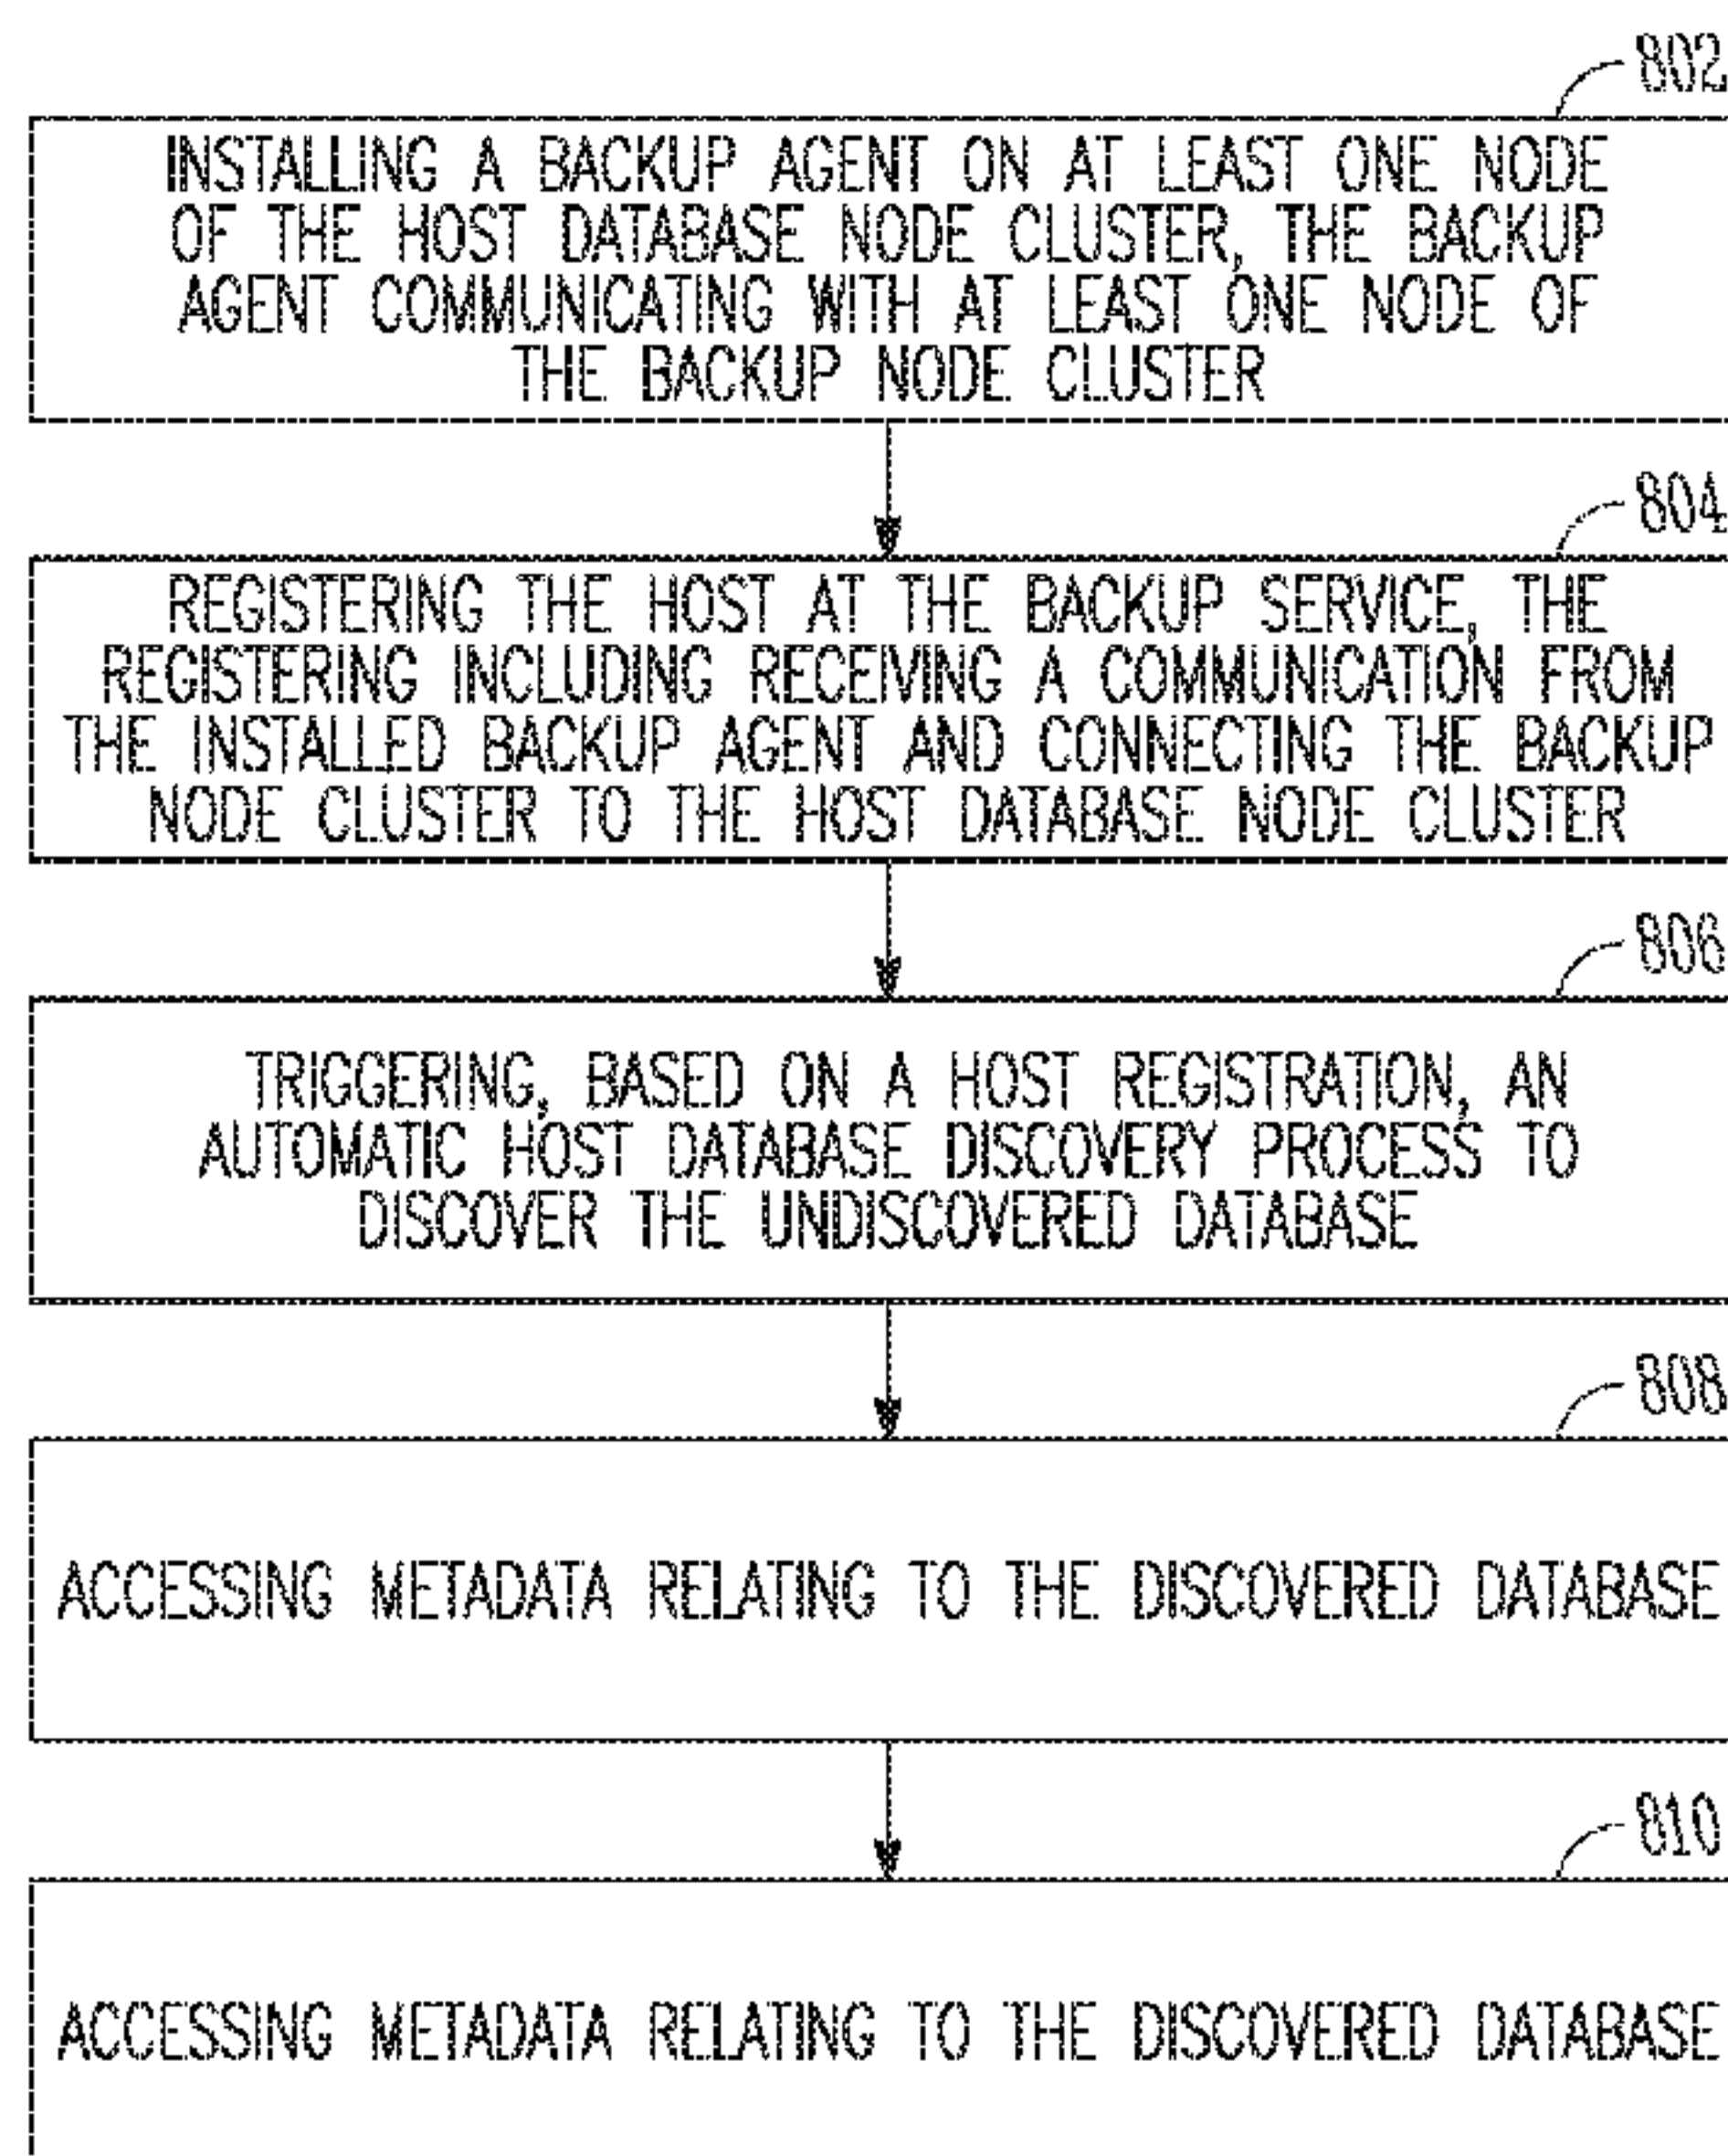 802
INSTALLING A BACKUP AGENT ON AT LEAST ONE NODE
OF THE HOST DATABASE NODE CLUSTER, THE BACKUP
AGENT COMMUNICATING WITH AT LEAST ONE NODE OF
THE BACKUP NODE CLUSTER
804
REGISTERING THE HOST AT THE BACKUP SERVICE, THE
REGISTERING INCLUDING RECEIVING A COMMUNICATION FROM
THE INSTALLED BACKUP AGENT AND CONNECTING THE BACKUP
NODE CLUSTER TO THE HOST DATABASE NODE CLUSTER
806
TRIGGERING, BASED ON A HOST REGISTRATION, AN
AUTOMATIC HOST DATABASE DISCOVERY PROCESS TO
DISCOVER THE UNDISCOVERED DATABASE
808
ACCESSING METADATA RELATING TO THE DISCOVERED DATABASE
810
ACCESSING METADATA RELATING TO THE DISCOVERED DATABASE